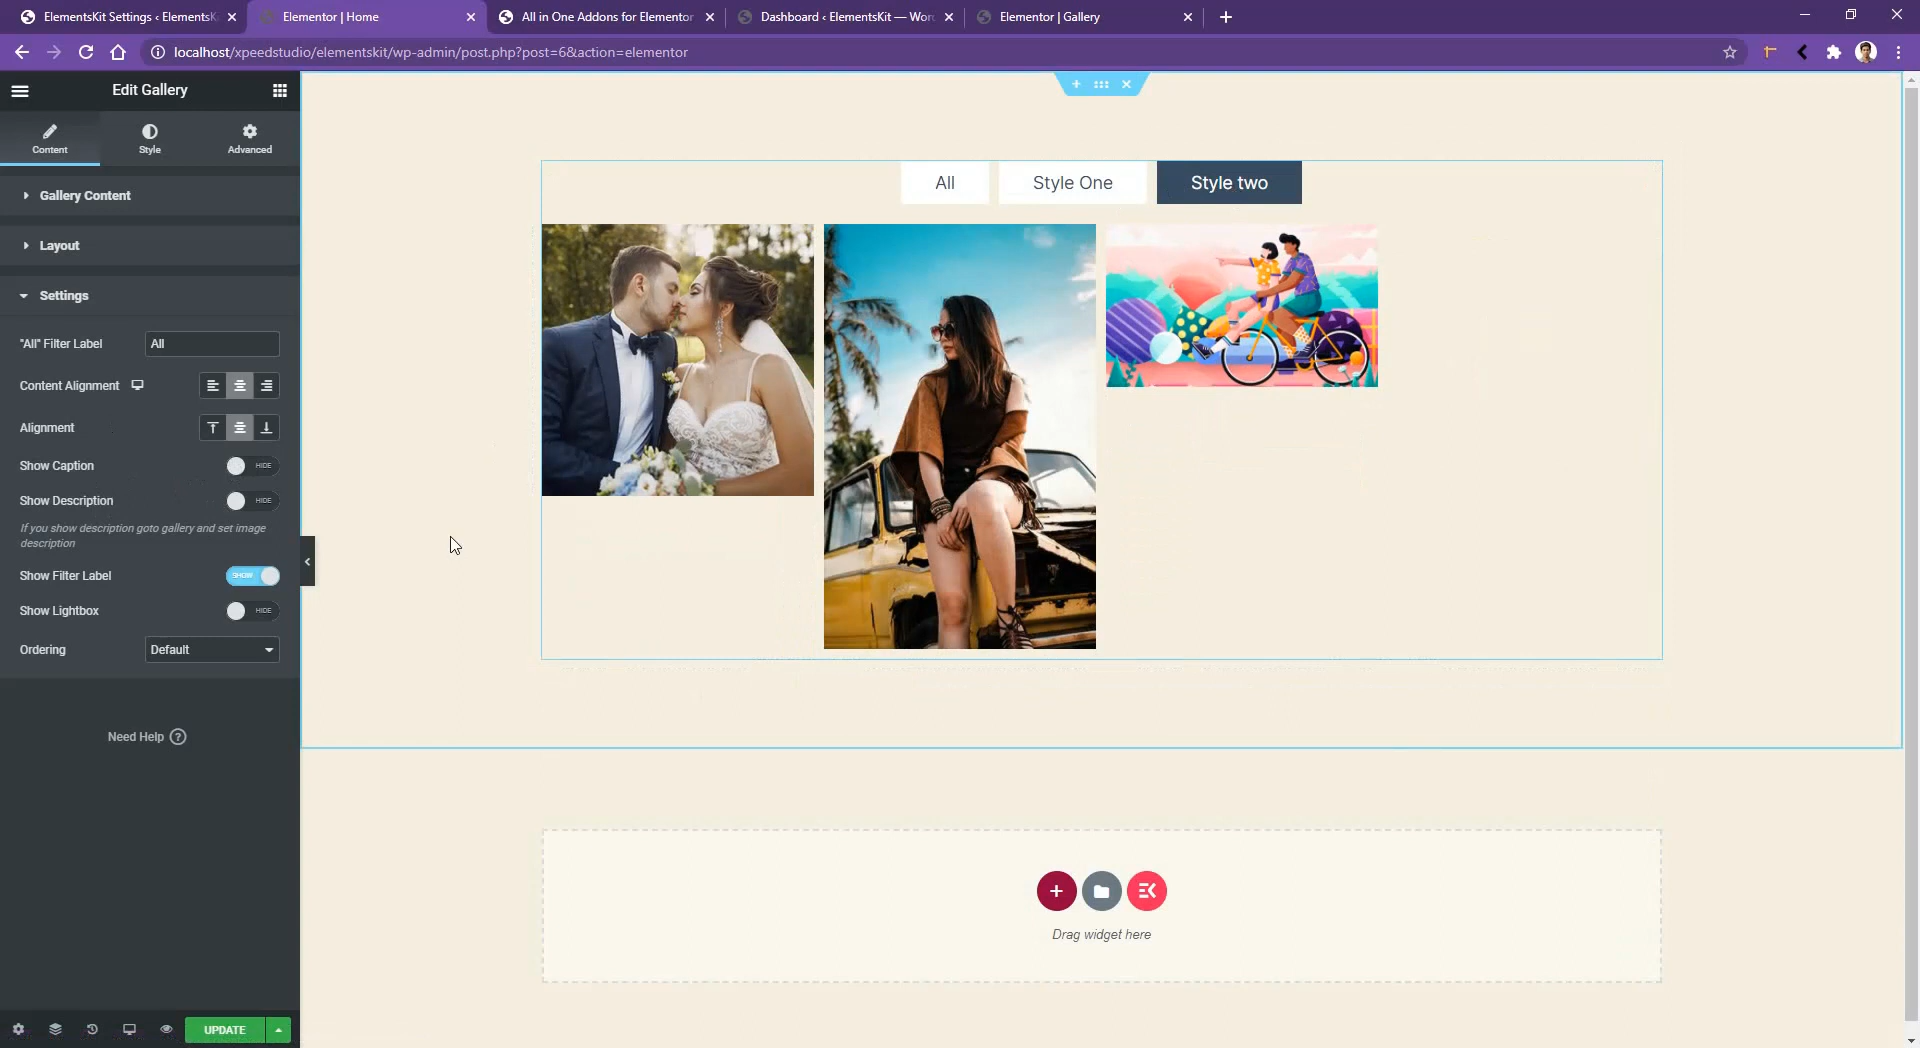 ElementsKit Settings ‹ ElementsK
Elementor | Home
All in One Addons for Elementor
Dashboard ‹ ElementsKit — Wor
Elementor | Gallery
localhost/xpeedstudio/elementskit/wp-admin/post.php?post=6&action=elementor
Edit Gallery
Content
Style
Advanced
Gallery Content
Layout
Settings
"All" Filter Label
All
Content Alignment
Alignment
Show Caption
HIDE
Show Description
HIDE
If you show description goto gallery and set image
description
Show Filter Label
SHOW
Show Lightbox
HIDE
Ordering
Default
Need Help
UPDATE
All
Style One
Style two
Drag widget here